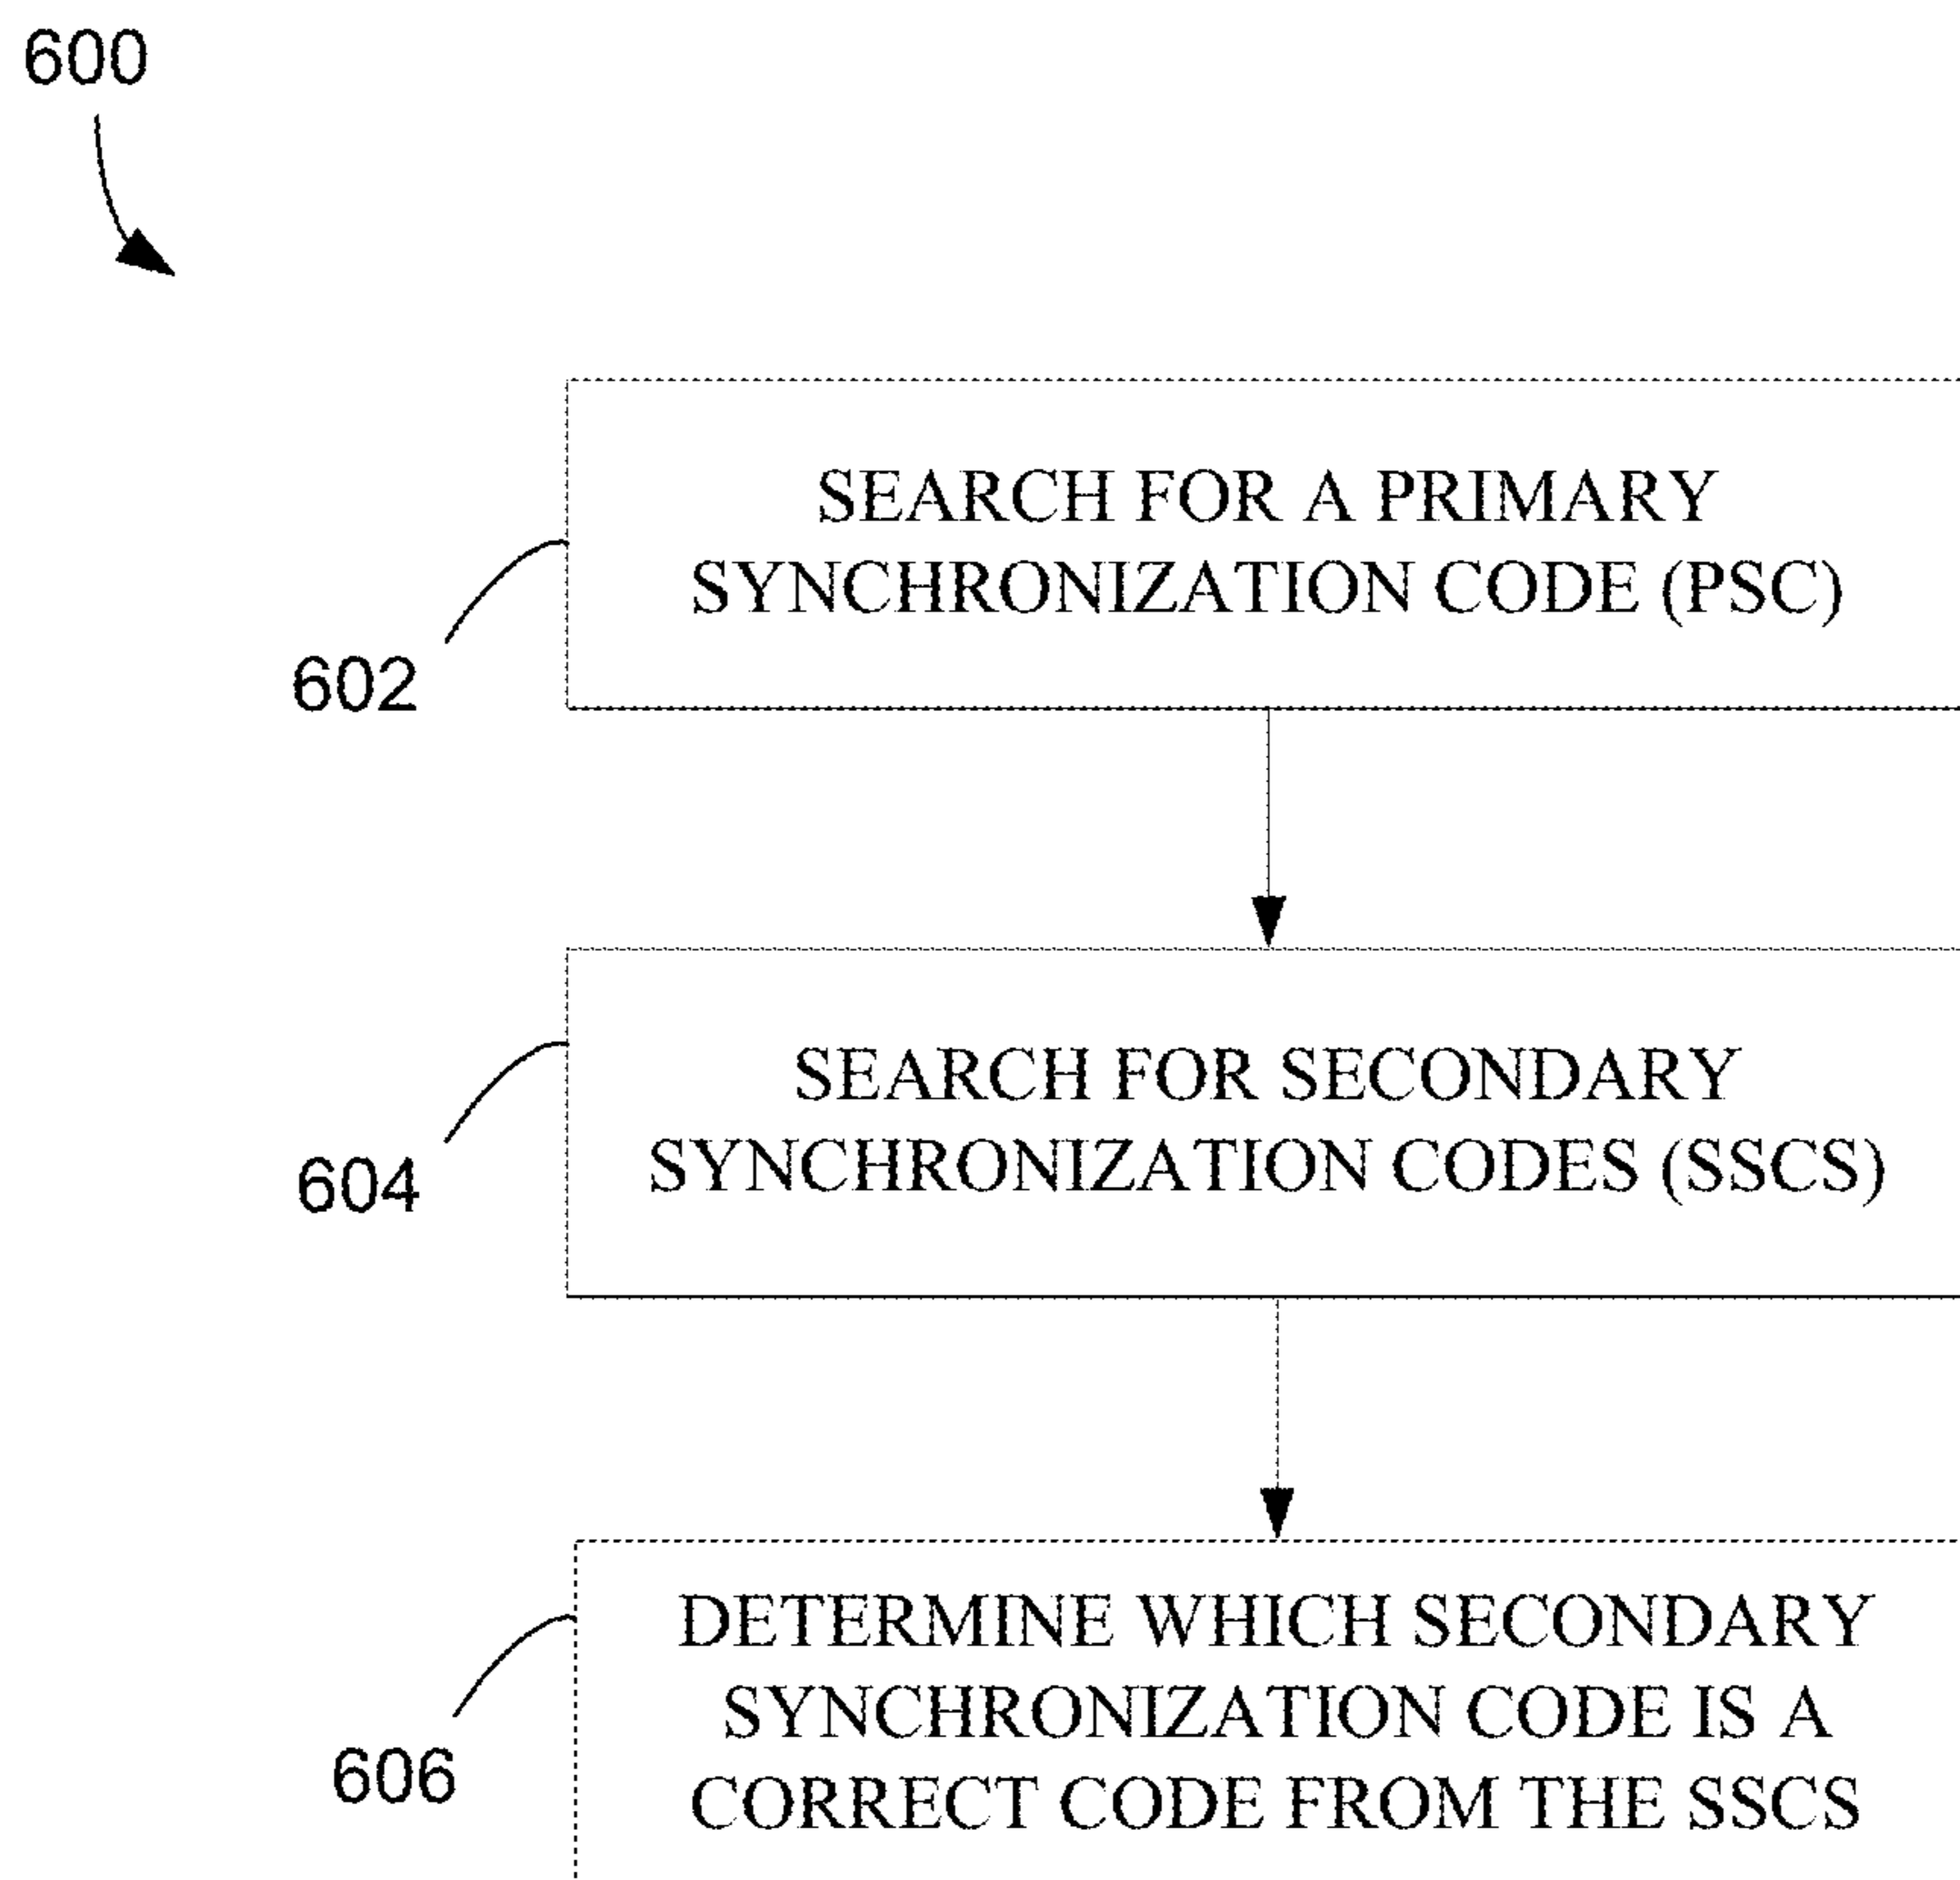 600
SEARCH FOR A PRIMARY
SYNCHRONIZATION CODE (PSC)
602
SEARCH FOR SECONDARY
SYNCHRONIZATION CODES (SSCS)
604
DETERMINE WHICH SECONDARY
SYNCHRONIZATION CODE IS A
CORRECT CODE FROM THE SSCS
606